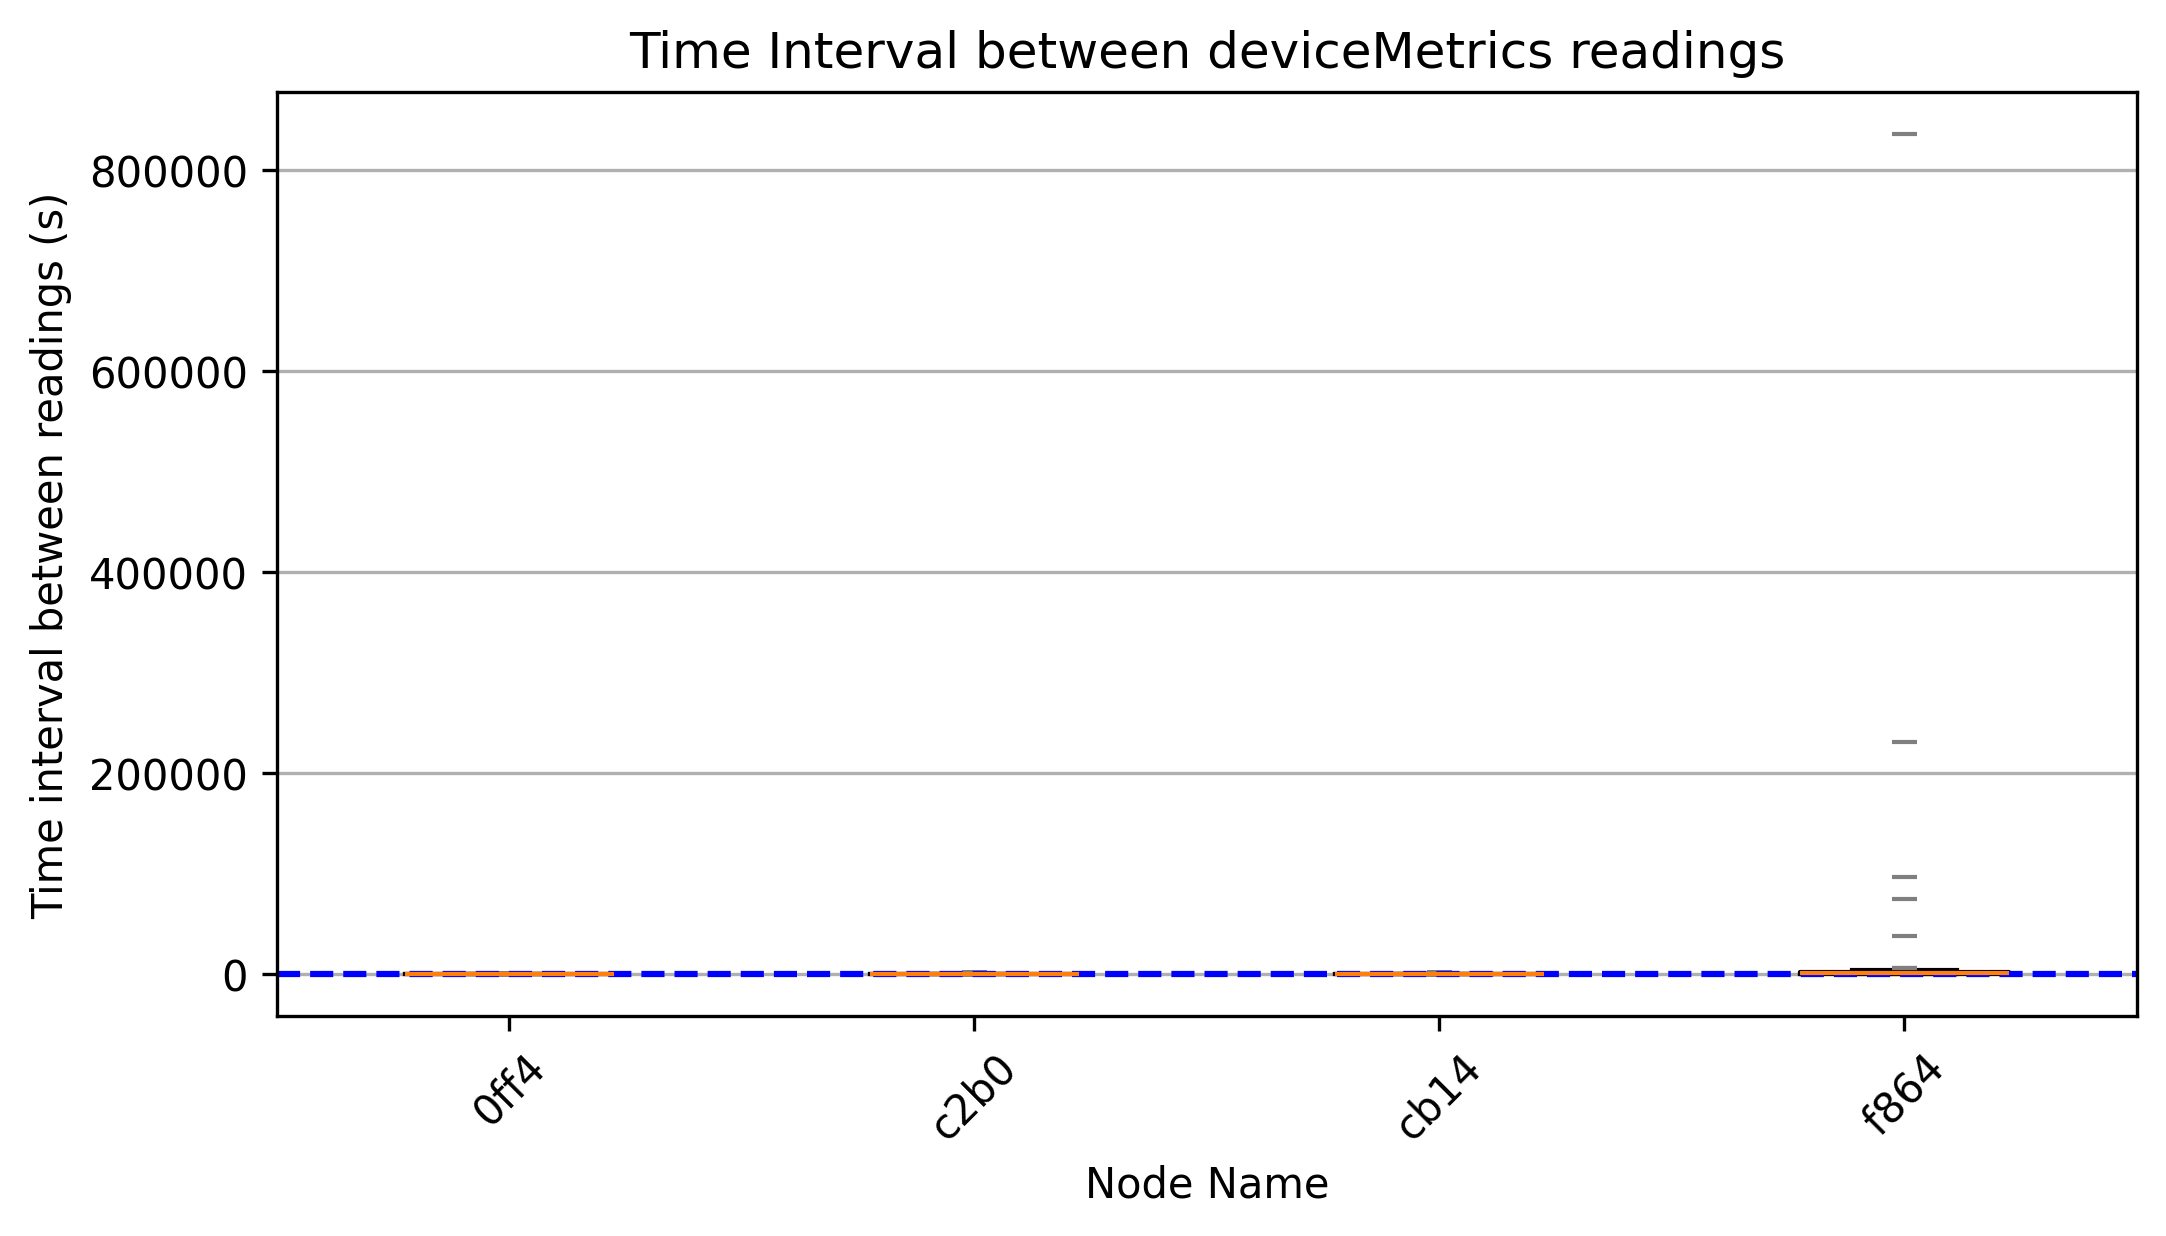 Time Interval between deviceMetrics readings
Time interval between readings (s)
800000
600000
400000
200000
0
0ff4
c2b0
cb14
f864
Node Name